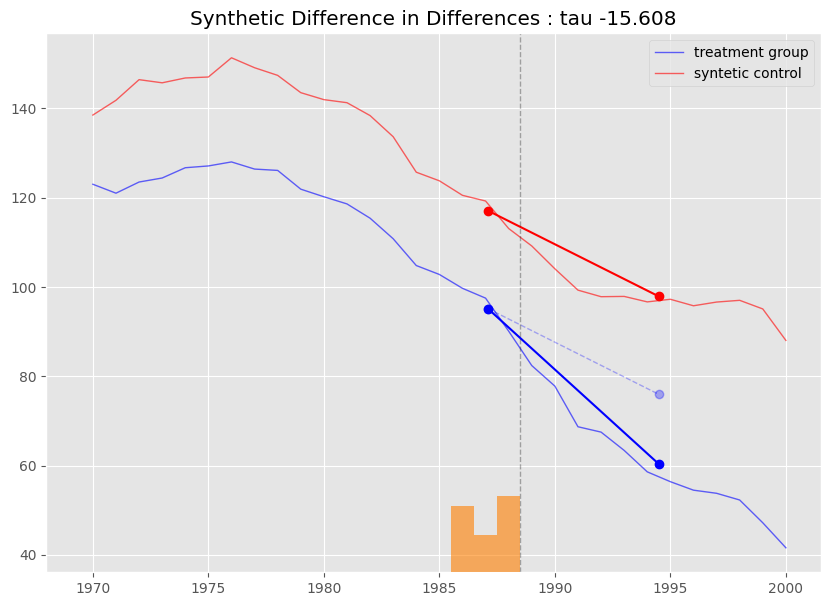 Synthetic Difference in Differences : tau -15.608
treatment group
syntetic control
140
120
100
80
60
40
1970 1975 1980 1985 1990 1995 2000